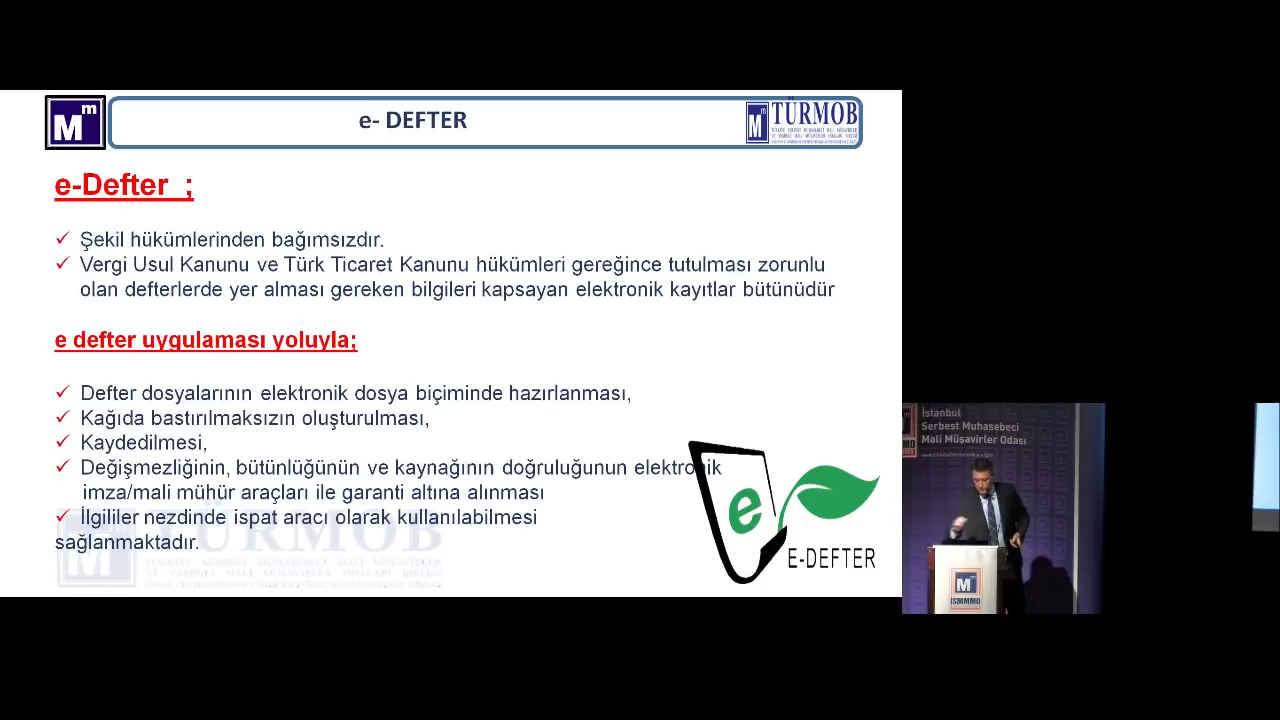 e- DEFTER
TÜRMOB
e-Defter ;
✓ Şekil hükümlerinden bağımsızdır.
✓ Vergi Usul Kanunu ve Türk Ticaret Kanunu hükümleri gereğince tutulması zorunlu
olan defterlerde yer alması gereken bilgileri kapsayan elektronik kayıtlar bütünüdür
e defter uygulaması yoluyla;
✓ Defter dosyalarının elektronik dosya biçiminde hazırlanması,
✓ Kağıda bastırılmaksızın oluşturulması,
✓ Kaydedilmesi,
✓ Değişmezliğinin, bütünlüğünün ve kaynağının doğruluğunun elektronik
imza/mali mühür araçları ile garanti altına alınması
✓ İlgililer nezdinde ispat aracı olarak kullanılabilmesi
sağlanmaktadır.
TÜRMOB
e
E-DEFTER
İstanbul
Serbest Muhasebeci
Mali Müşavirler Odası
İSMMMO